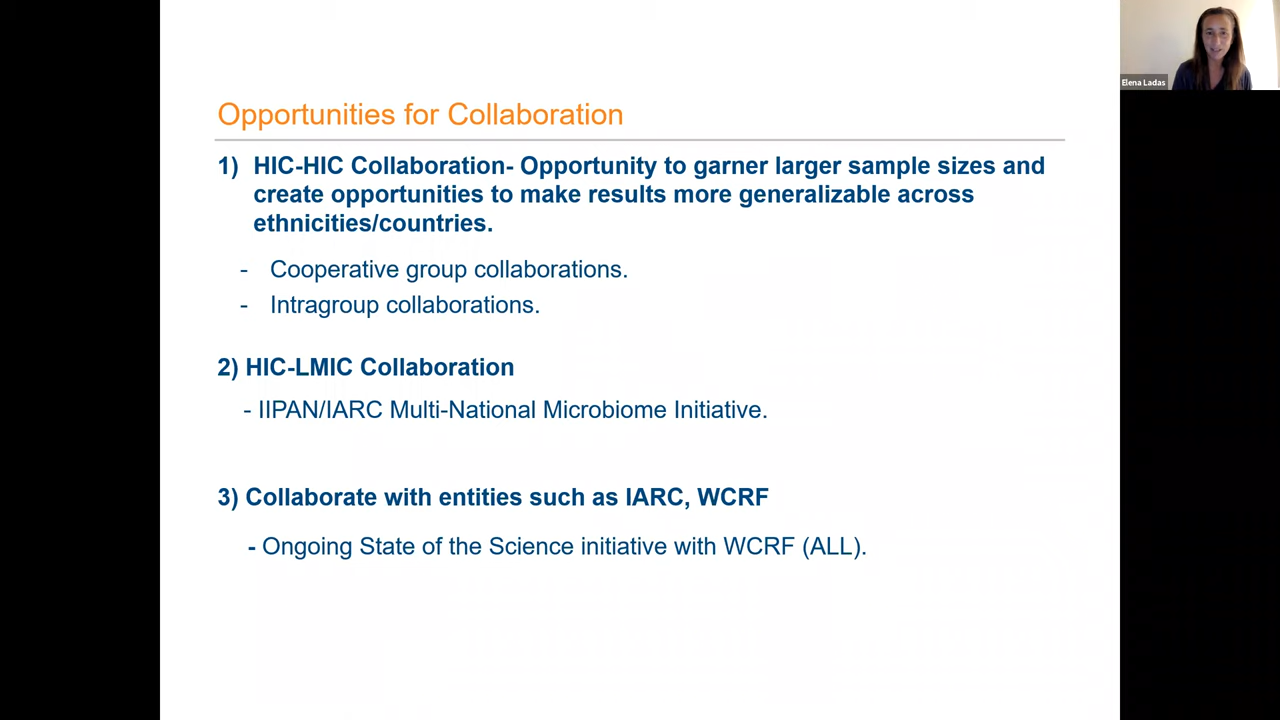 Opportunities for Collaboration
1) HIC-HIC Collaboration- Opportunity to garner larger sample sizes and
create opportunities to make results more generalizable across
ethnicities/countries.
- Cooperative group collaborations.
- Intragroup collaborations.
2) HIC-LMIC Collaboration
- IIPAN/IARC Multi-National Microbiome Initiative.
3) Collaborate with entities such as IARC, WCRF
- Ongoing State of the Science initiative with WCRF (ALL).
Elena Ladas